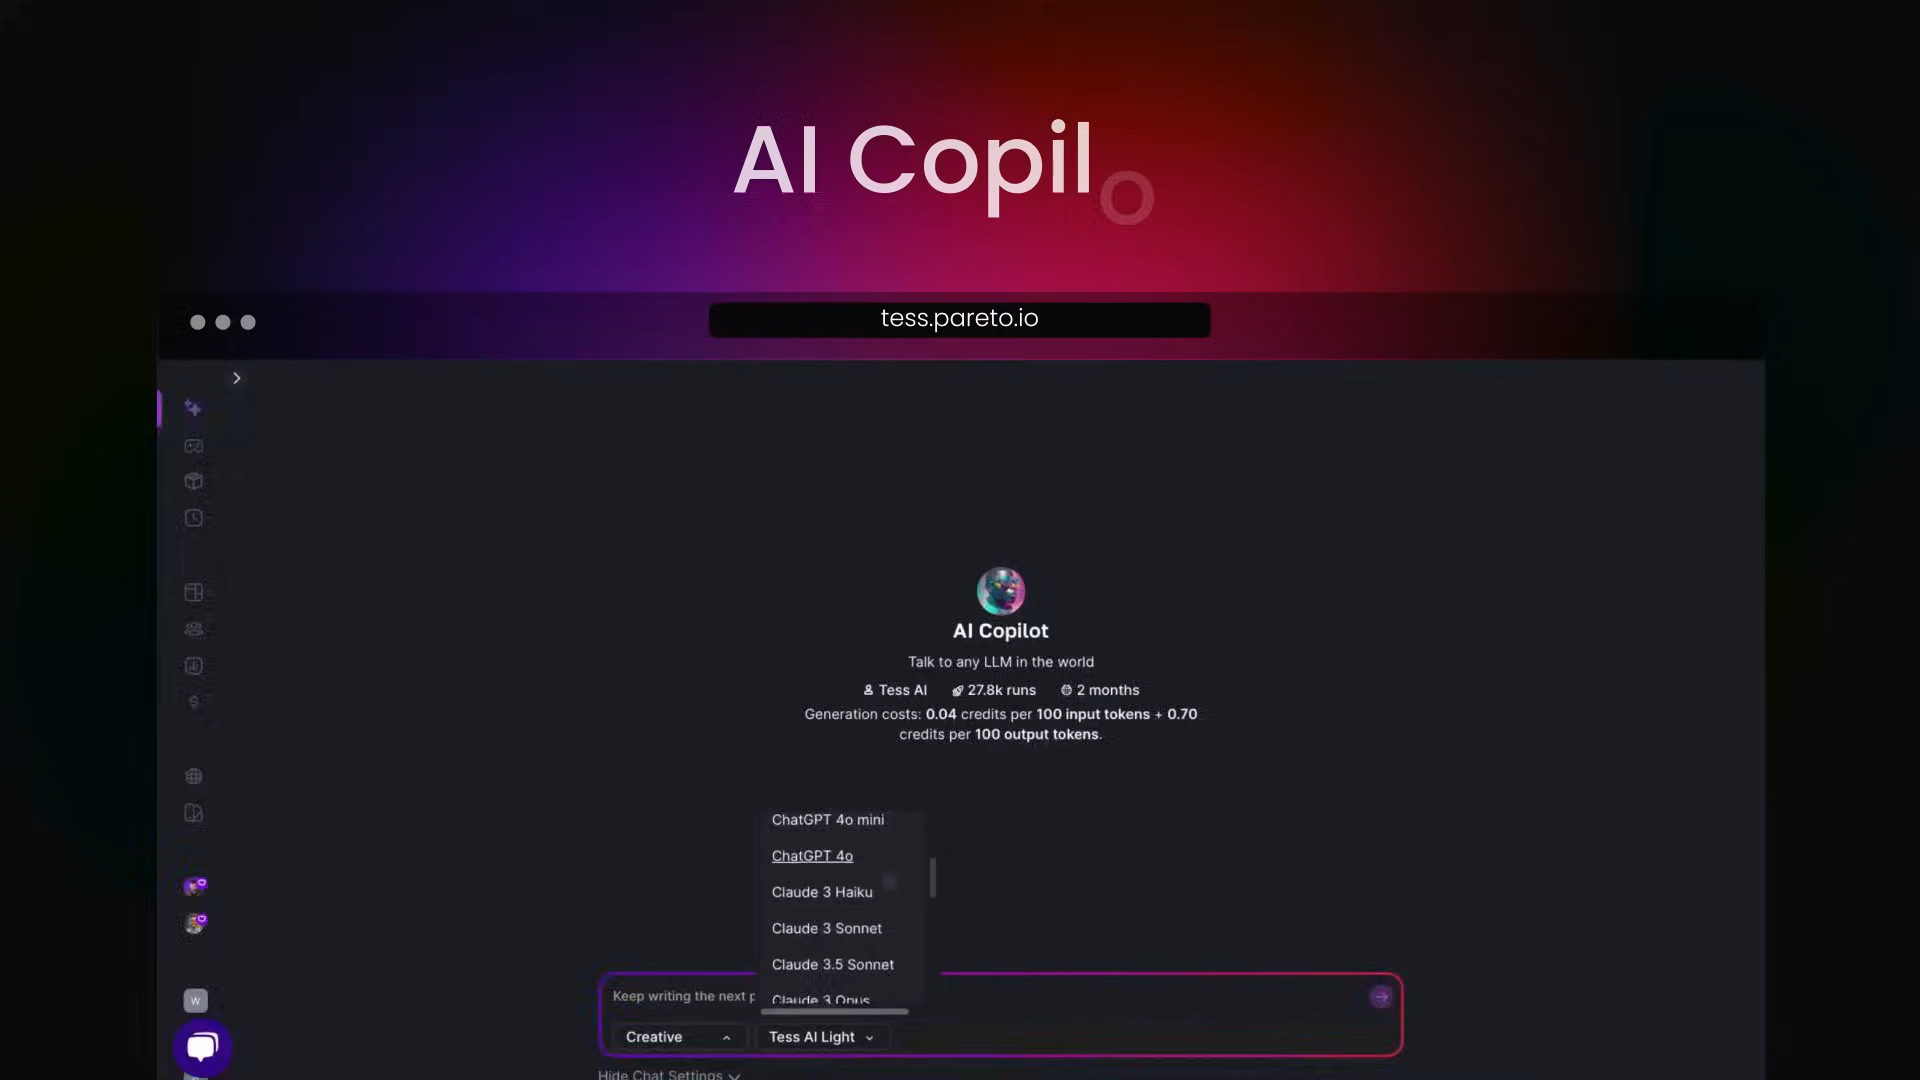 AI Copilo
tess.pareto.io
AI Copilot
Talk to any LLM in the world
Tess AI 27.8k runs 2 months
Generation costs: 0.04 credits per 100 input tokens + 0.70
credits per 100 output tokens.
ChatGPT 4o mini
ChatGPT 4o
Claude 3 Haiku
Claude 3 Sonnet
Claude 3.5 Sonnet
Claude 3 Opus
Keep writing the next p
Creative Tess AI Light
W
Hide Chat Settings